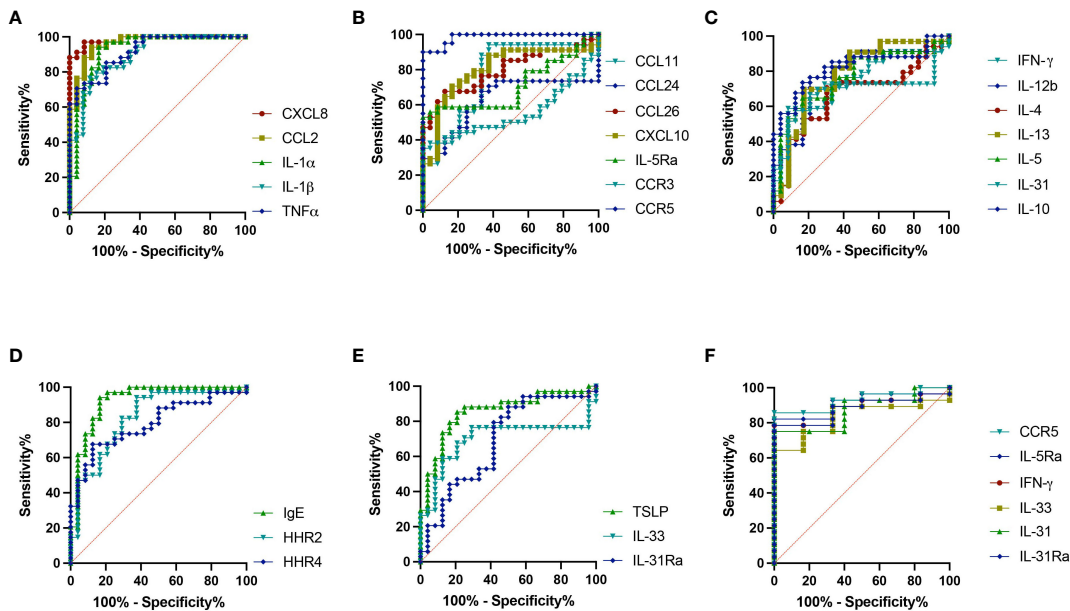 A
Sensitivity%
100
80
60
40
20
0
0 20 40 60 80 100
100% - Specificity%
CXCL8
CCL2
IL-1α
IL-1β
TNFα
B
Sensitivity%
100
80
60
40
20
0
0 20 40 60 80 100
100% - Specificity%
CCL11
CCL24
CCL26
CXCL10
IL-5Ra
CCR3
CCR5
C
Sensitivity%
100
80
60
40
20
0
0 20 40 60 80 100
100% - Specificity%
IFN-γ
IL-12b
IL-4
IL-13
IL-5
IL-31
IL-10
D
Sensitivity%
100
80
60
40
20
0
0 20 40 60 80 100
100% - Specificity%
IgE
HHR2
HHR4
E
Sensitivity%
100
80
60
40
20
0
0 20 40 60 80 100
100% - Specificity%
TSLP
IL-33
IL-31Ra
F
Sensitivity%
100
80
60
40
20
0
0 20 40 60 80 100
100% - Specificity%
CCR5
IL-5Ra
IFN-γ
IL-33
IL-31
IL-31Ra